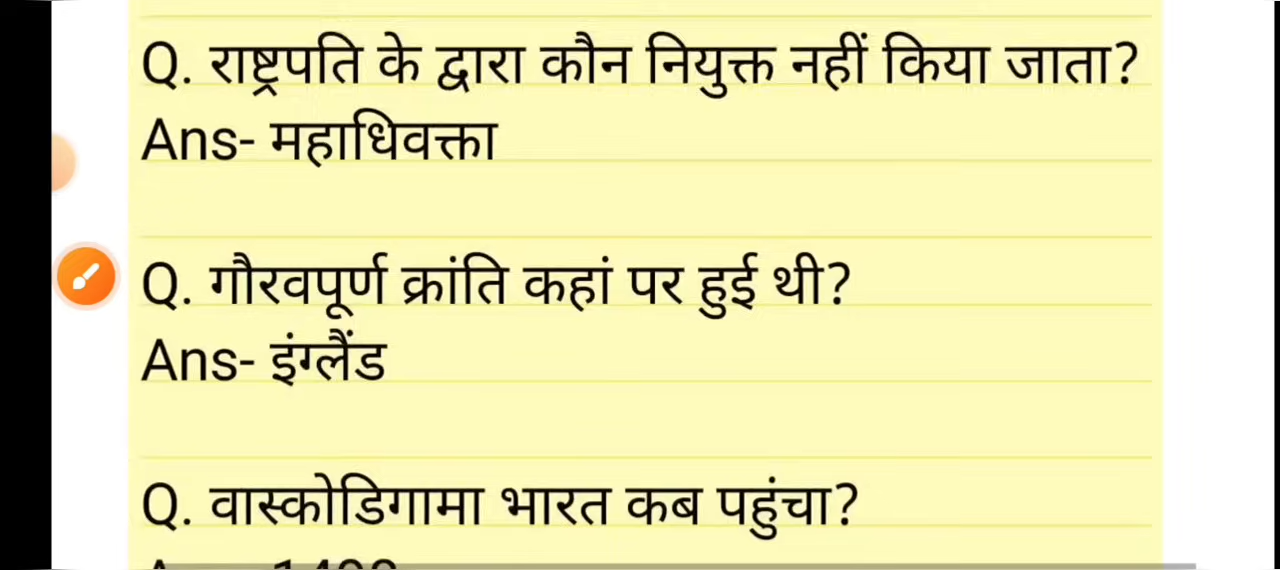 Q. राष्ट्रपति के द्वारा कौन नियुक्त नहीं किया जाता?
Ans- महाधिवक्ता
Q. गौरवपूर्ण क्रांति कहां पर हुई थी?
Ans- इंग्लैंड
Q. वास्कोडिगामा भारत कब पहुंचा?